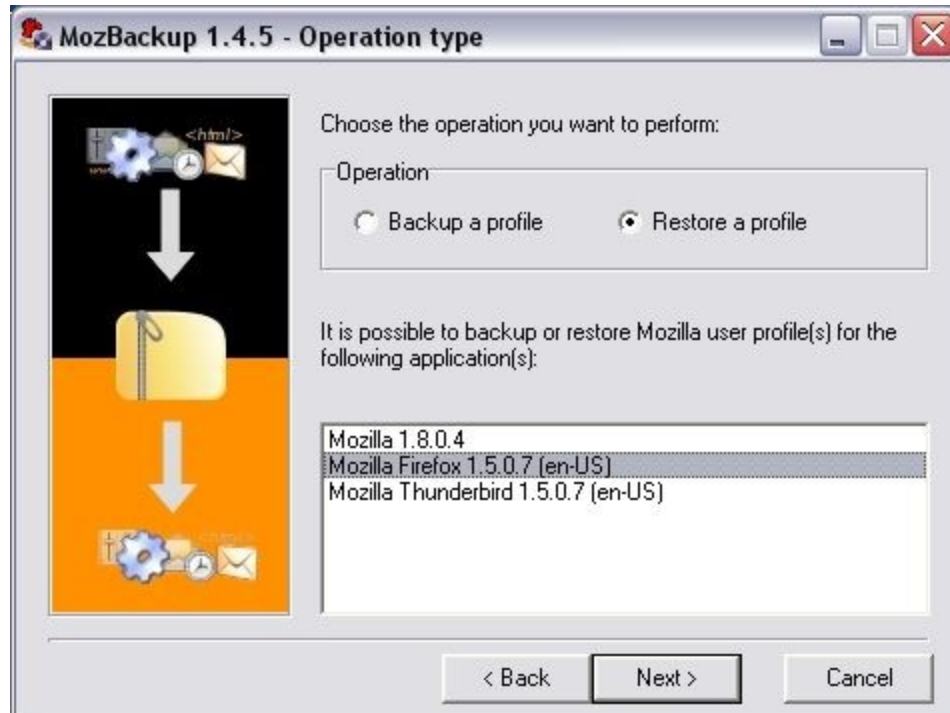 MozBackup 1.4.5 - Operation type
<html>
Choose the operation you want to perform:
Operation
Backup a profile
Restore a profile
It is possible to backup or restore Mozilla user profile(s) for the
following application(s):
Mozilla 1.8.0.4
Mozilla Firefox 1.5.0.7 (en-US)
Mozilla Thunderbird 1.5.0.7 (en-US)
< Back
Next >
Cancel